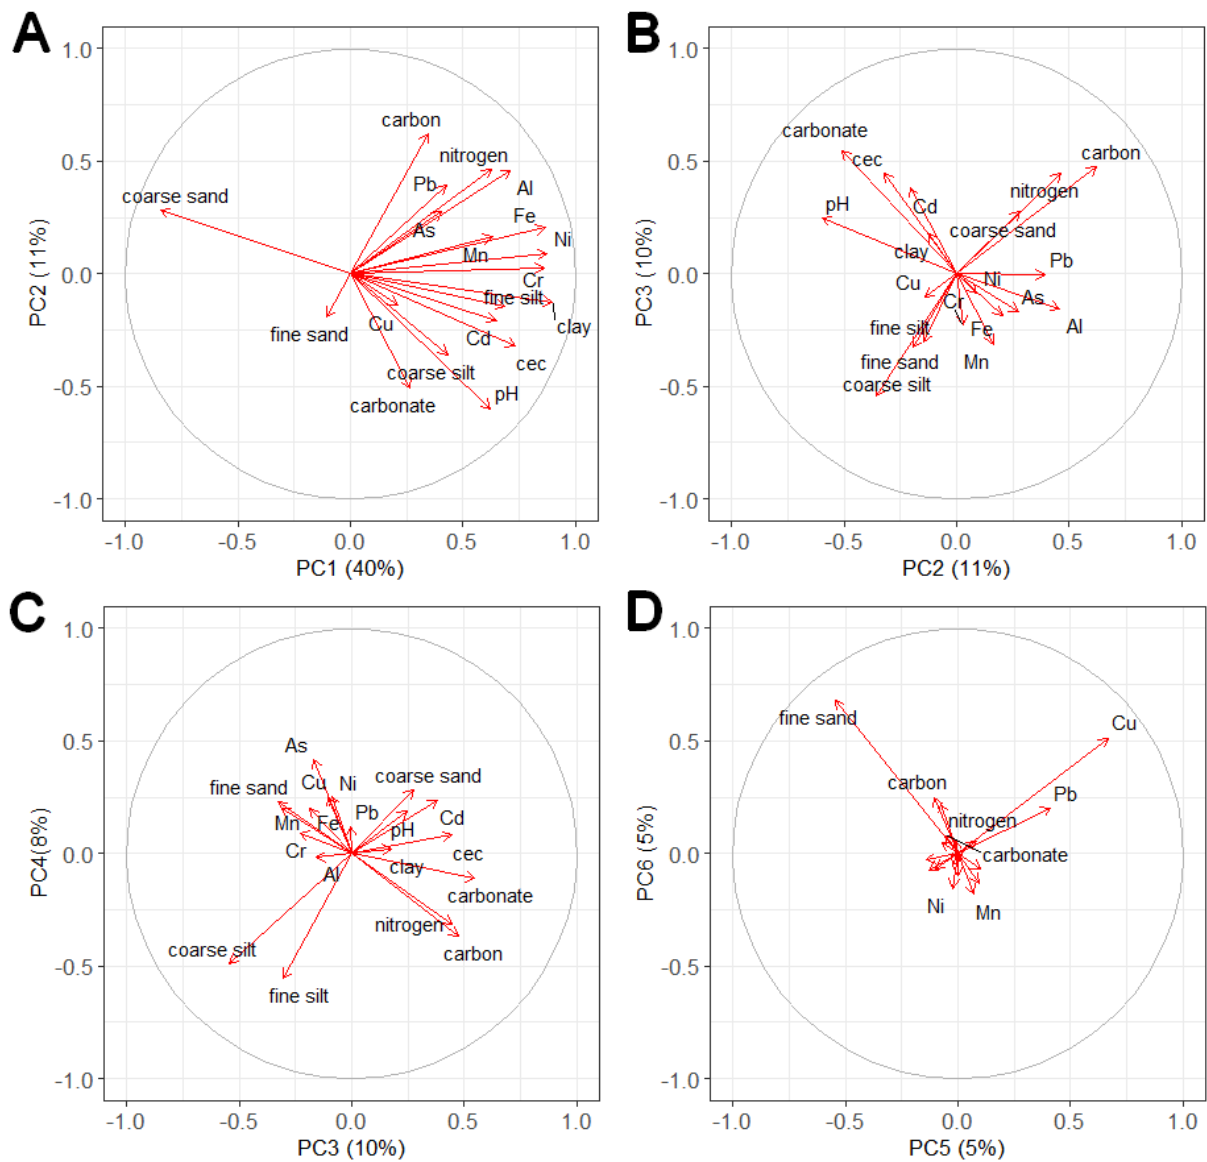 A
1.0
0.5
0.0
-0.5
-1.0
PC2 (11%)
carbon
nitrogen
Pb
Al
coarse sand
Fe
As
Ni
Mn
Cr
fine silt
Cu
clay
fine sand
Cd
cec
coarse silt
pH
carbonate
-1.0 -0.5 0.0 0.5 1.0
PC1 (40%)
B
1.0
0.5
0.0
-0.5
-1.0
PC3 (10%)
carbonate
cec
carbon
nitrogen
pH
Cd
coarse sand
clay
Pb
Cu
Ni
Cr
As
fine silt
Fe
Al
fine sand
Mn
coarse silt
-1.0 -0.5 0.0 0.5 1.0
PC2 (11%)
C
1.0
0.5
0.0
-0.5
-1.0
PC4(8%)
As
fine sand
Cu
Ni
coarse sand
Mn
Fe
Pb
Cd
pH
Cr
cec
Al
clay
carbonate
nitrogen
coarse silt
carbon
fine silt
-1.0 -0.5 0.0 0.5 1.0
PC3 (10%)
D
1.0
0.5
0.0
-0.5
-1.0
PC6 (5%)
fine sand
Cu
carbon
Pb
nitrogen
carbonate
Ni
Mn
-1.0 -0.5 0.0 0.5 1.0
PC5 (5%)